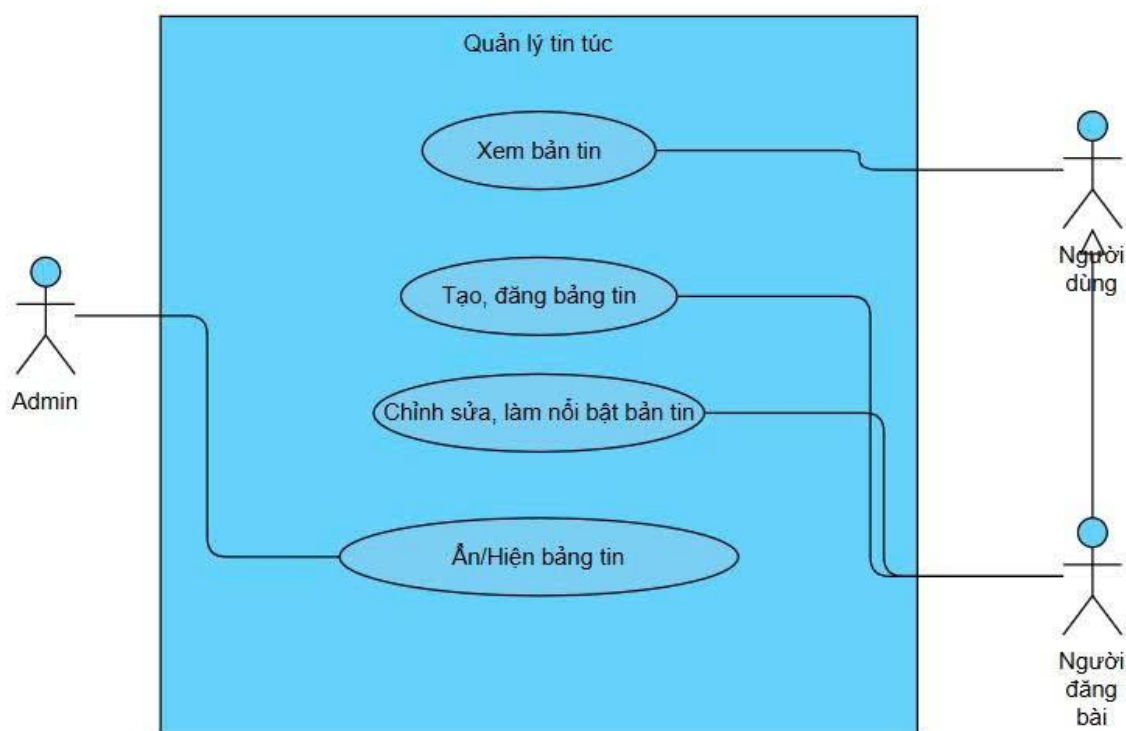 Quản lý tin túc
Xem bản tin
Người
dùng
Tạo, đăng bảng tin
Admin
Chỉnh sửa, làm nổi bật bản tin
Ẩn/Hiện bảng tin
Người
đăng
bài